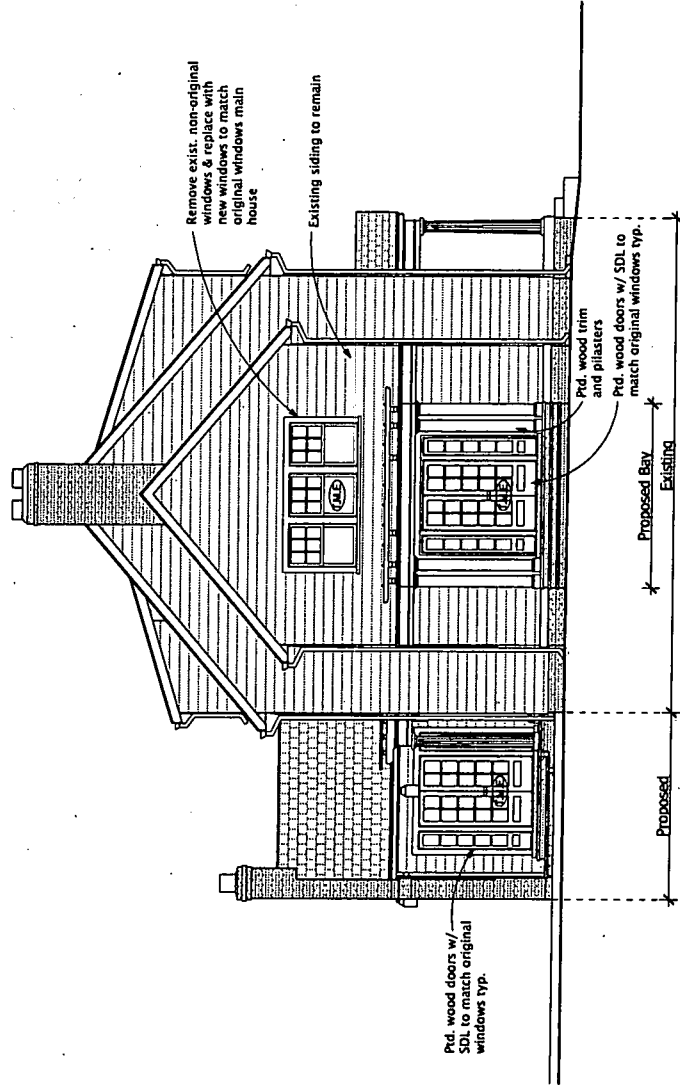 Remove exist. non-original
windows & replace with
new windows to match
original windows main
house
Existing siding to remain
Ptd. wood trim
and pilasters
Ptd. wood doors w/ SDL to
match original windows typ.
Proposed Bay
Existing
Proposed
Ptd. wood doors w/
SDL to match original
windows typ.